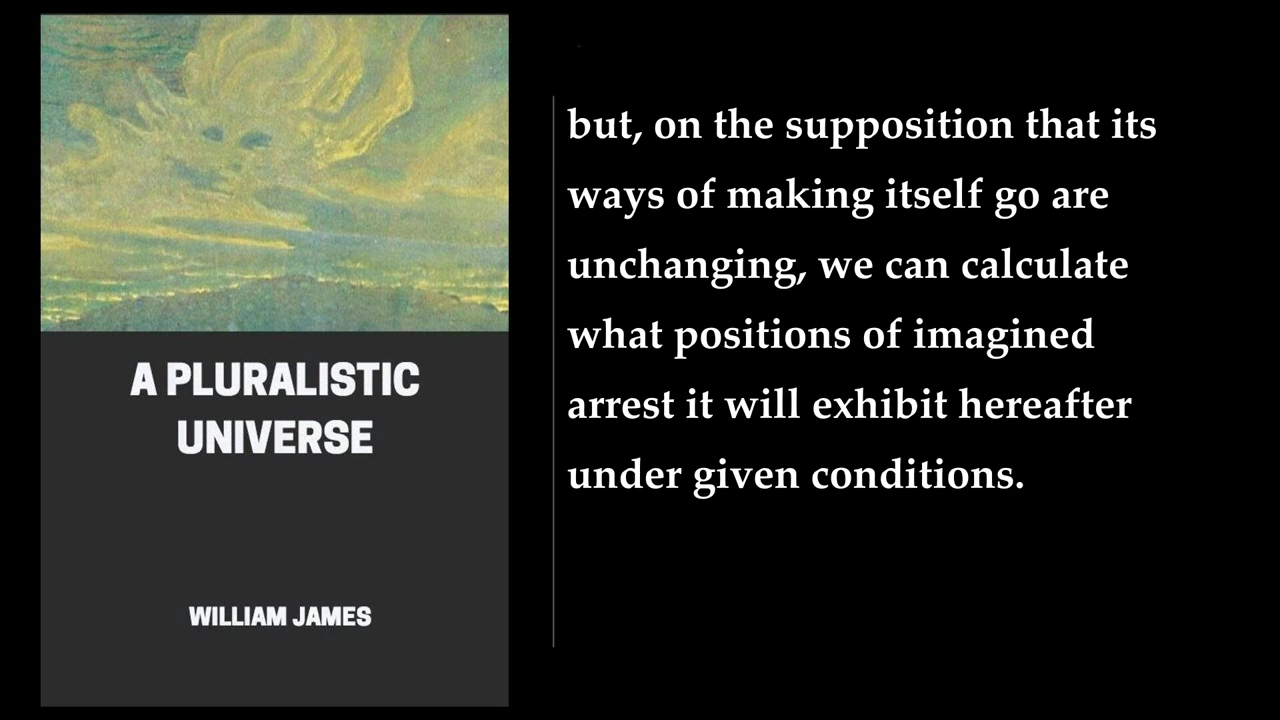 A PLURALISTIC
UNIVERSE
WILLIAM JAMES
but, on the supposition that its
ways of making itself go are
unchanging, we can calculate
what positions of imagined
arrest it will exhibit hereafter
under given conditions.